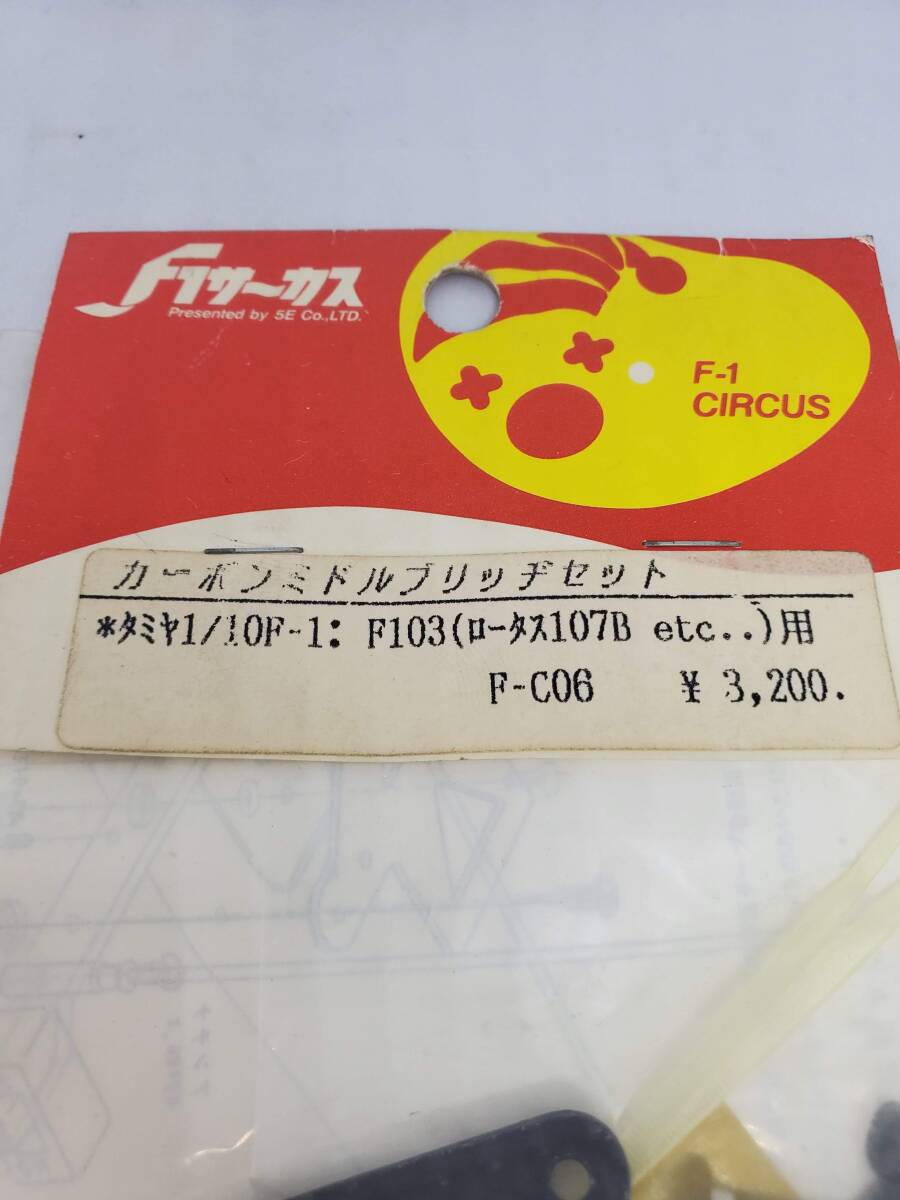 F1サーカス
Presented by 5E Co.,LTD.
F-1
CIRCUS
カーボンミドルブリッヂセット
*ﾀﾐﾔ1/10F-1: F103(ﾛｰﾀｽ107B etc..)用
F-C06 ¥ 3,200.